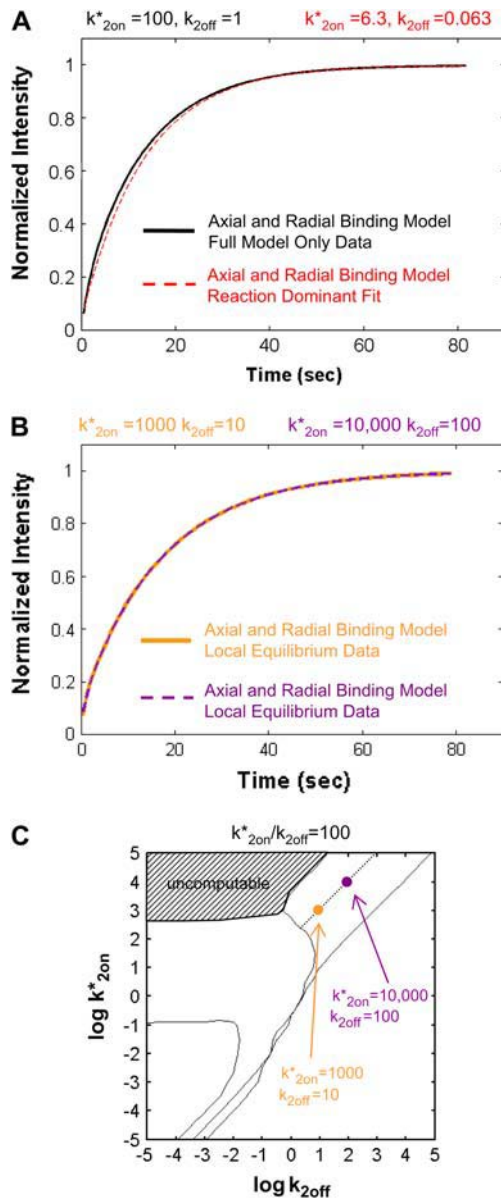 A
k*2on =100, k2off =1
k*2on =6.3, k2off =0.063
Normalized Intensity
1
0.8
0.6
0.4
0.2
0
Axial and Radial Binding Model
Full Model Only Data
Axial and Radial Binding Model
Reaction Dominant Fit
0 20 40 60 80
Time (sec)
B
k*2on =1000 k2off =10
k*2on =10,000 k2off =100
Normalized Intensity
1
0.8
0.6
0.4
0.2
0
Axial and Radial Binding Model
Local Equilibrium Data
Axial and Radial Binding Model
Local Equilibrium Data
0 20 40 60 80
Time (sec)
C
k*2on/k2off=100
log k*2on
5
4
3
2
1
0
-1
-2
-3
-4
-5
uncomputable
k*2on=10,000
k2off=100
k*2on=1000
k2off=10
-5 -4 -3 -2 -1 0 1 2 3 4 5
log k2off